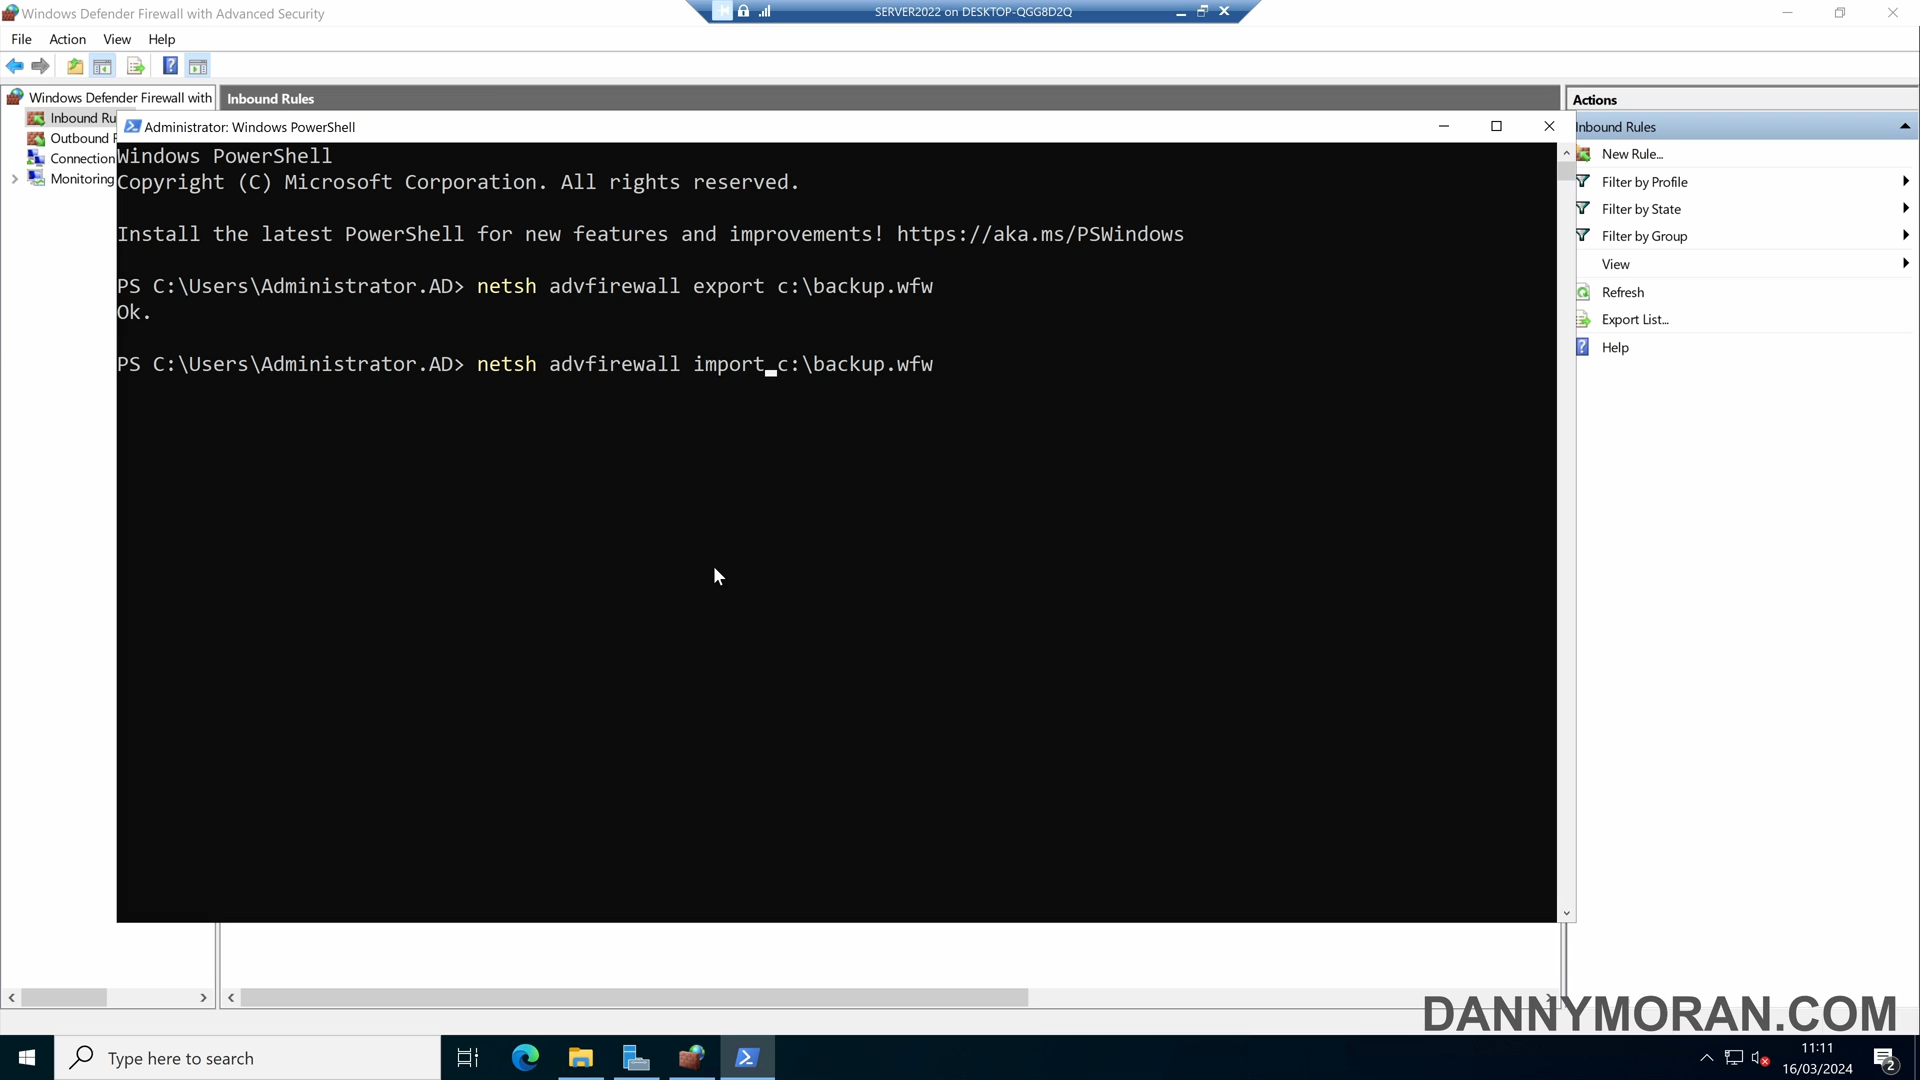 Windows Defender Firewall with Advanced Security
SERVER2022 on DESKTOP-QGG8D2Q
File Action View Help
Windows Defender Firewall with
Inbound Ru
Outbound
Connection
Monitoring
Inbound Rules
Administrator: Windows PowerShell
Windows PowerShell
Copyright (C) Microsoft Corporation. All rights reserved.
Install the latest PowerShell for new features and improvements! https://aka.ms/PSWindows
PS C:\Users\Administrator.AD> netsh advfirewall export c:\backup.wfw
Ok.
PS C:\Users\Administrator.AD> netsh advfirewall import c:\backup.wfw
Actions
Inbound Rules
New Rule...
Filter by Profile
Filter by State
Filter by Group
View
Refresh
Export List...
Help
DANNYMORAN.COM
Type here to search
11:11
16/03/2024
2